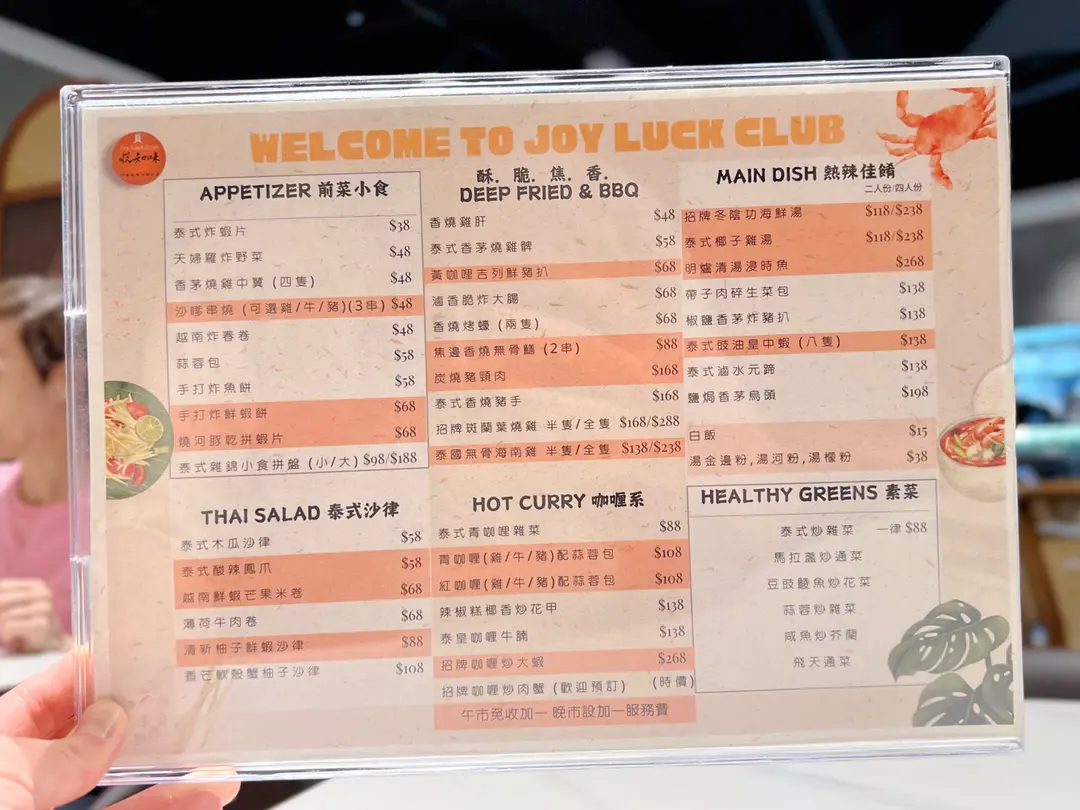 悅知味
WELCOME TO JOY LUCK CLUB
APPETIZER 前菜小食
泰式炸蝦片 $38
天婦羅炸野菜 $48
香茅燒雞中翼 (四隻) $48
沙嗲串燒 (可選雞/牛/豬)(3串) $48
越南炸春卷 $48
蒜蓉包 $58
手打炸魚餅 $58
手打炸鮮蝦餅 $68
燒河豚乾拼蝦片 $68
泰式雜錦小食拼盤 (小/大) $98/$188
THAI SALAD 泰式沙律
泰式木瓜沙律 $58
泰式酸辣鳳爪 $58
越南鮮蝦芒果米卷 $68
薄荷牛肉卷 $68
清新柚子鮮蝦沙律 $88
香芒軟殼蟹柚子沙律 $108
酥. 脆. 焦. 香.
DEEP FRIED & BBQ
香燒雞肝 $48
泰式香茅燒雞髀 $58
黃咖喱吉列鮮豬扒 $68
滷香脆炸大腸 $68
香燒烤蠔 (兩隻) $68
焦邊香燒無骨鱔 (2串) $88
炭燒豬頸肉 $168
泰式香燒豬手 $168
招牌斑蘭葉燒雞 半隻/全隻 $168/$288
泰國無骨海南雞 半隻/全隻 $138/$238
HOT CURRY 咖喱系
泰式青咖喱雜菜 $88
青咖喱(雞/牛/豬)配蒜蓉包 $108
紅咖喱(雞/牛/豬)配蒜蓉包 $108
辣椒糕椰香炒花甲 $138
泰皇咖喱牛腩 $138
招牌咖喱炒大蝦 $268
招牌咖喱炒肉蟹 (歡迎預訂) (時價)
午市免收加一 晚市設加一服務費
MAIN DISH 熱辣佳餚
二人份/四人份
招牌冬陰功海鮮湯 $118/$238
泰式椰子雞湯 $118/$238
明爐清湯浸時魚 $268
帶子肉碎生菜包 $138
椒鹽香茅炸豬扒 $138
泰式豉油皇中蝦 (八隻) $138
泰式滷水元蹄 $138
鹽焗香茅烏頭 $198
白飯 $15
湯金邊粉,湯河粉,湯檬粉 $38
HEALTHY GREENS 素菜
泰式炒雜菜 一律 $88
馬拉盞炒通菜
豆豉鯪魚炒花菜
蒜蓉炒雜菜
咸魚炒芥蘭
飛天通菜